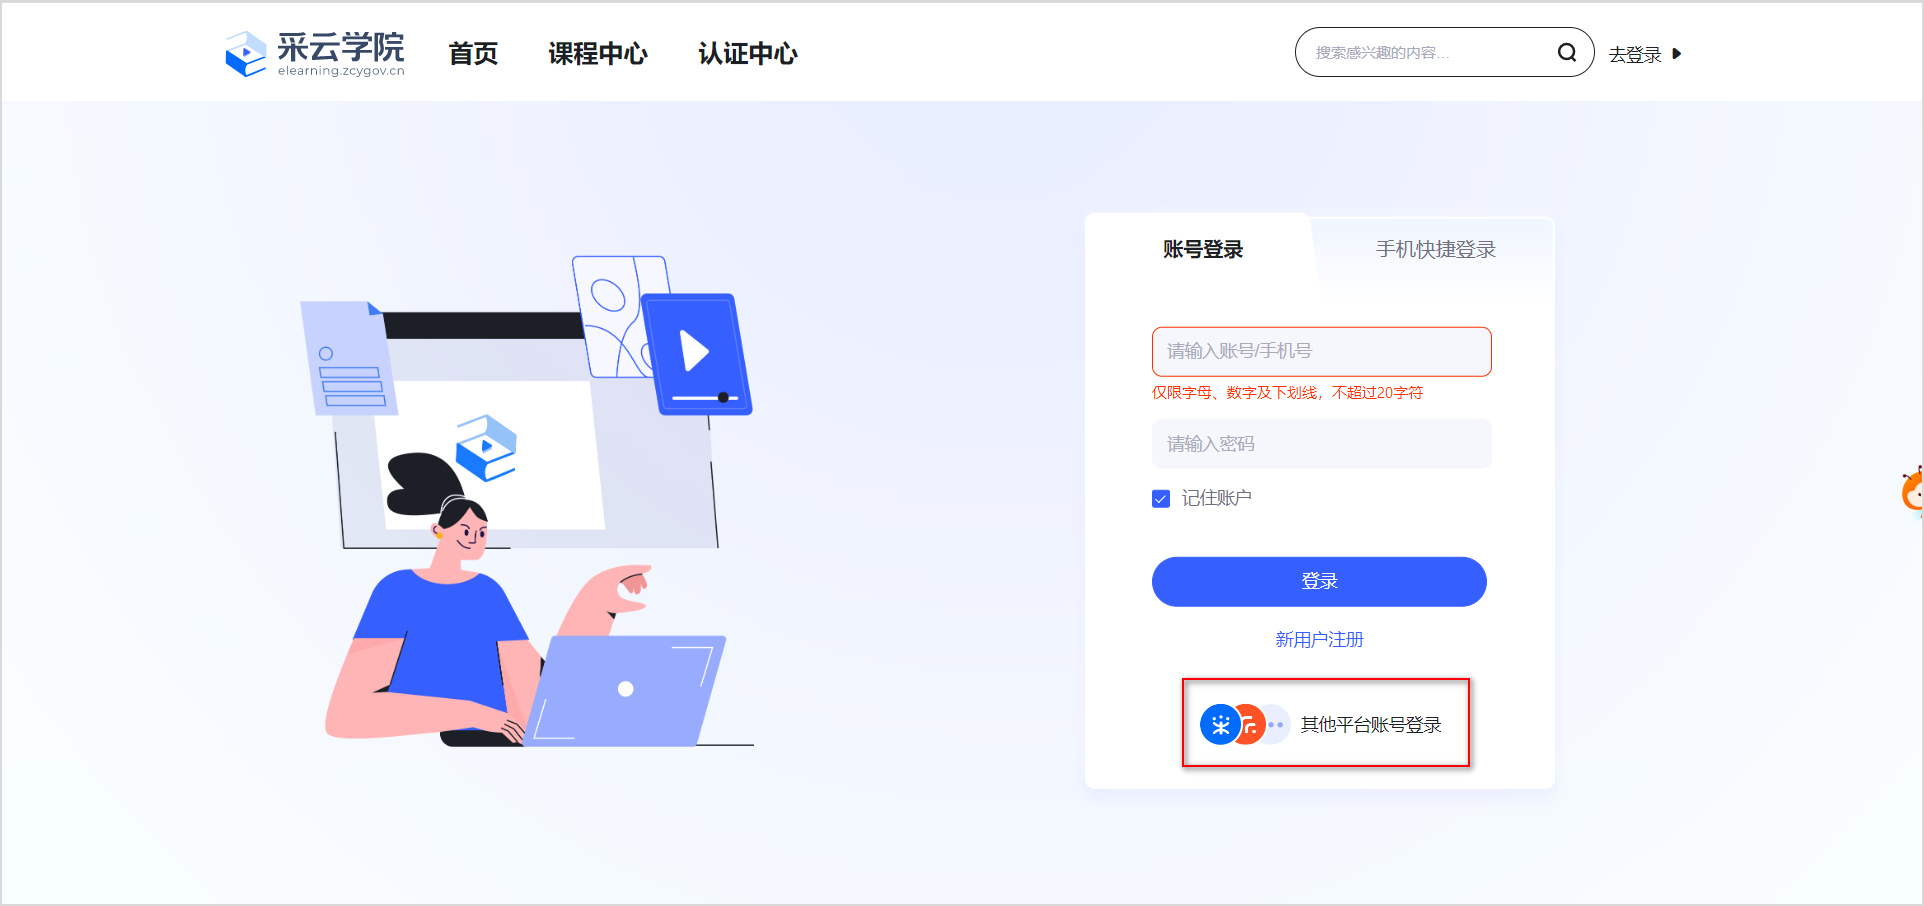 采云学院
elearning.zcygov.cn
首页
课程中心
认证中心
搜索感兴趣的内容...
去登录
账号登录
手机快捷登录
请输入账号/手机号
仅限字母、数字及下划线，不超过20字符
请输入密码
记住账户
登录
新用户注册
其他平台账号登录